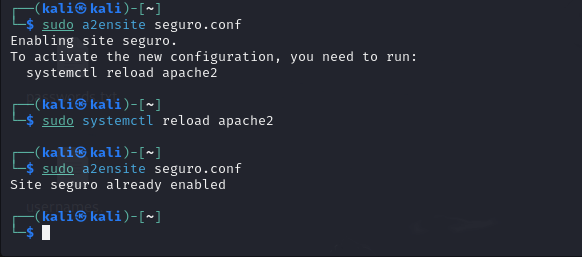 ┌──(kali㉿kali)-[~]
└─$ sudo a2ensite seguro.conf
Enabling site seguro.
To activate the new configuration, you need to run:
  systemctl reload apache2
┌──(kali㉿kali)-[~]
└─$ sudo systemctl reload apache2
┌──(kali㉿kali)-[~]
└─$ sudo a2ensite seguro.conf
Site seguro already enabled
usernames
┌──(kali㉿kali)-[~]
└─$